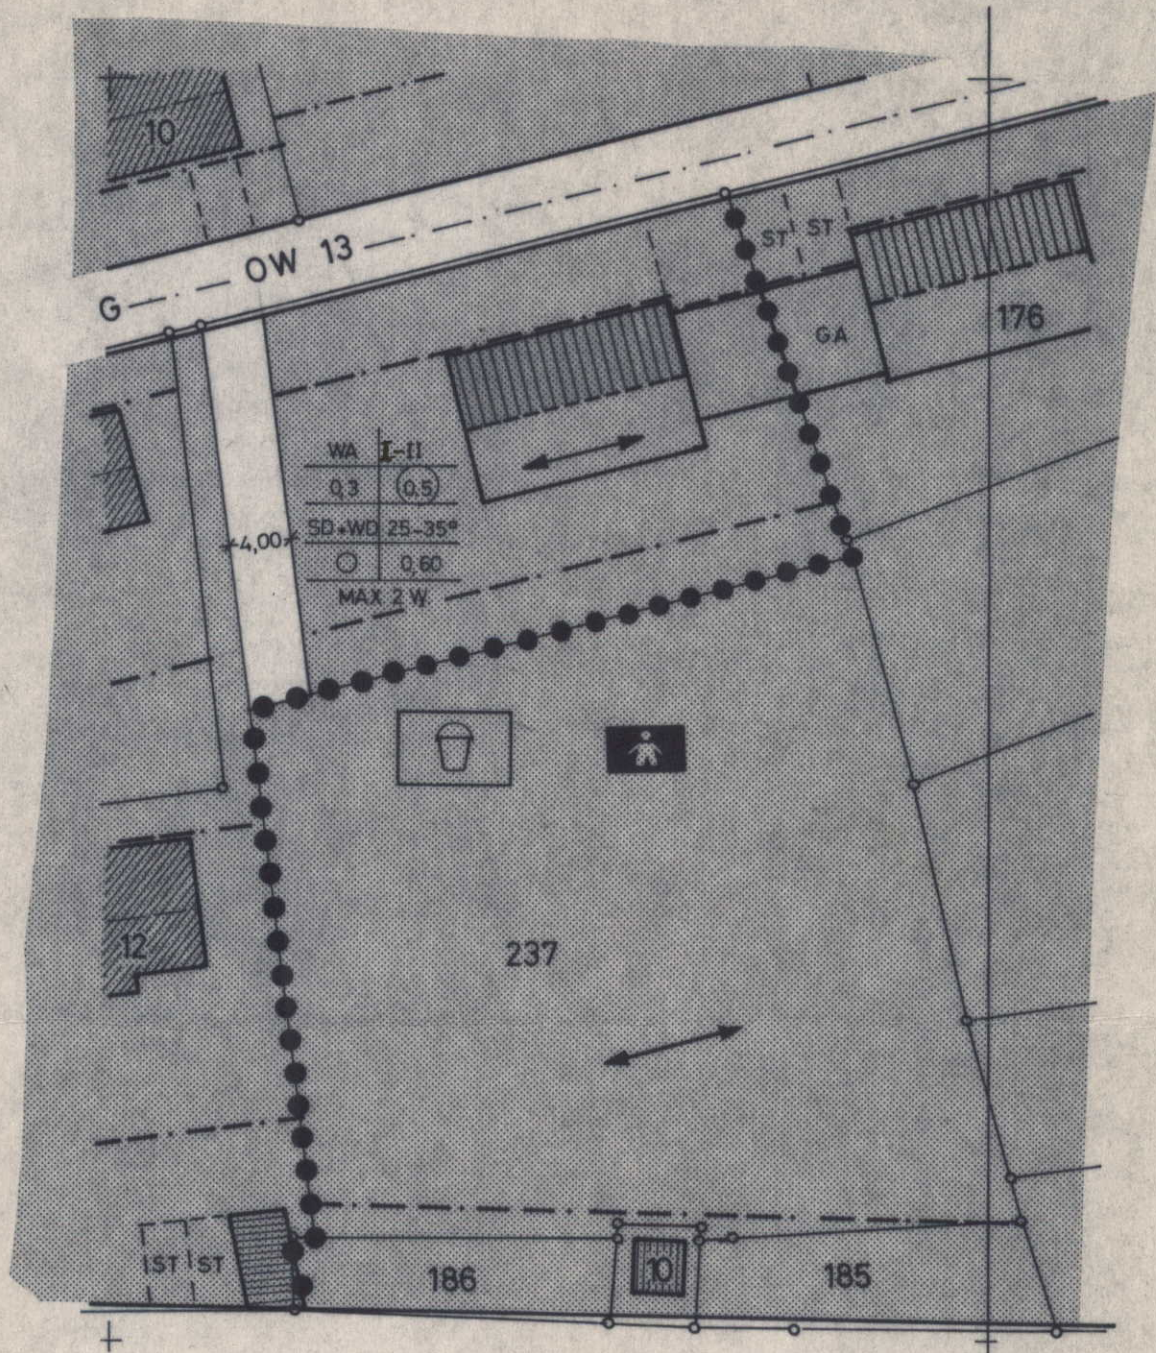 10
OW 13
G
ST ST
176
GA
WA I-II
0,3 0.5
SD+WD 25-35°
4,00
O 0,60
MAX 2 W
12
237
ST ST
186
10
185